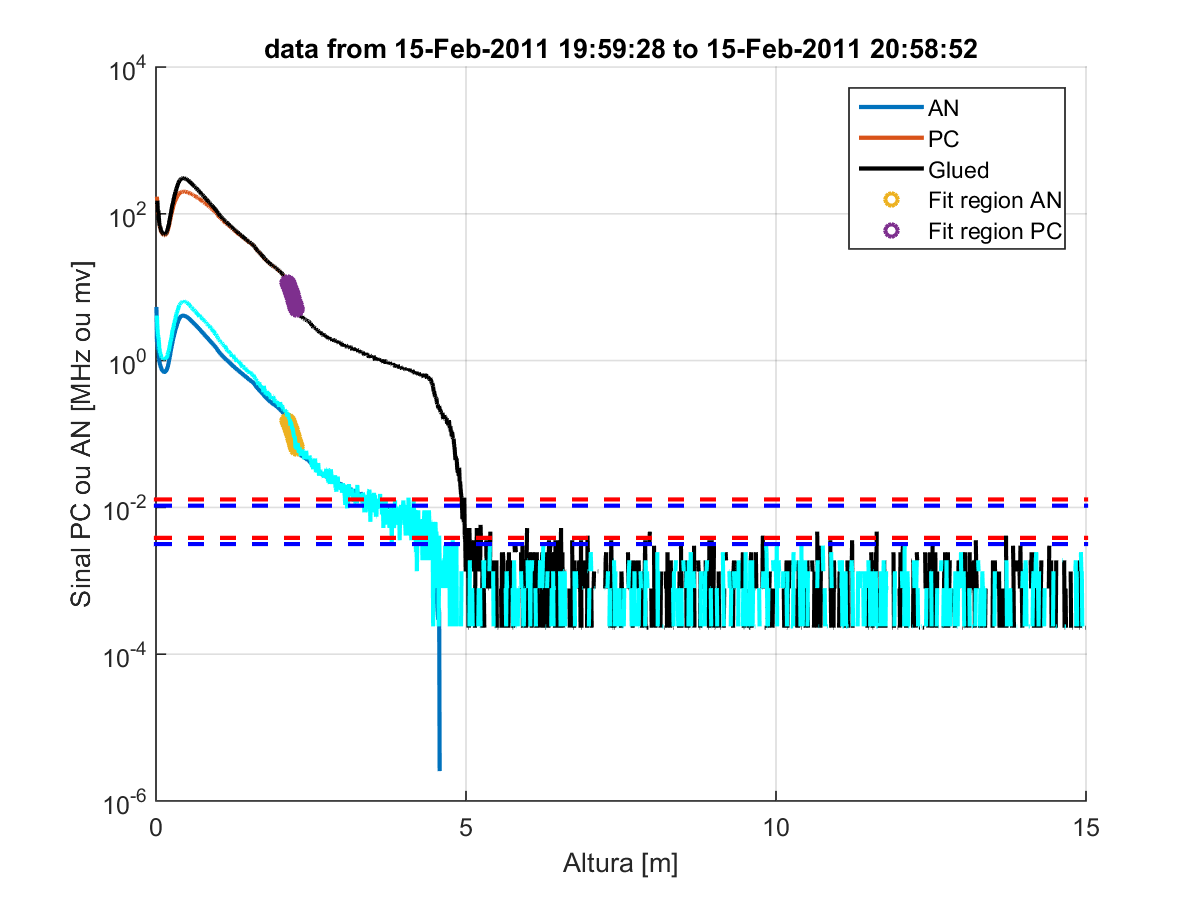 data from 15-Feb-2011 19:59:28 to 15-Feb-2011 20:58:52
AN
PC
Glued
Fit region AN
Fit region PC
Sinal PC ou AN [MHz ou mv]
10^4
10^2
10^0
10^-2
10^-4
10^-6
0 5 10 15
Altura [m]